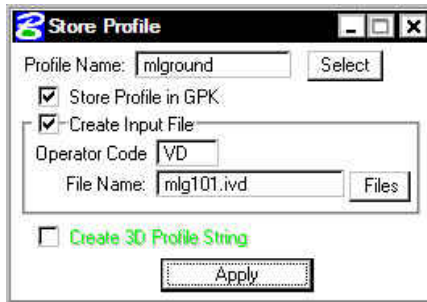 Store Profile
Profile Name: mlground Select
Store Profile in GPK
Create Input File
Operator Code VD
File Name: mlg101.ivd Files
Create 3D Profile String
Apply